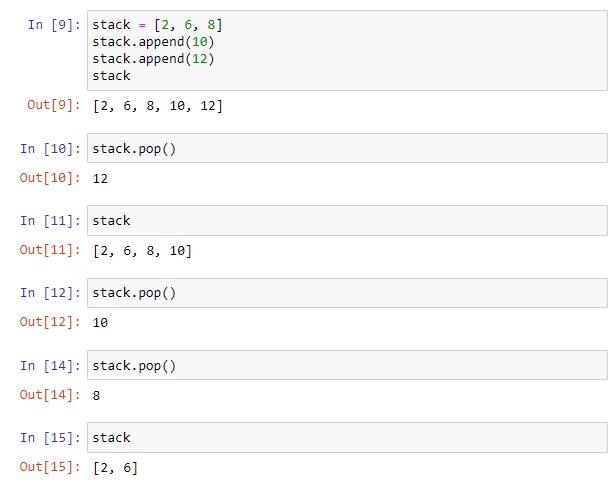 In [9]: stack = [2, 6, 8]
stack.append(10)
stack.append(12)
stack
Out[9]: [2, 6, 8, 10, 12]
In [10]: stack.pop()
Out[10]: 12
In [11]: stack
Out[11]: [2, 6, 8, 10]
In [12]: stack.pop()
Out[12]: 10
In [14]: stack.pop()
Out[14]: 8
In [15]: stack
Out[15]: [2, 6]